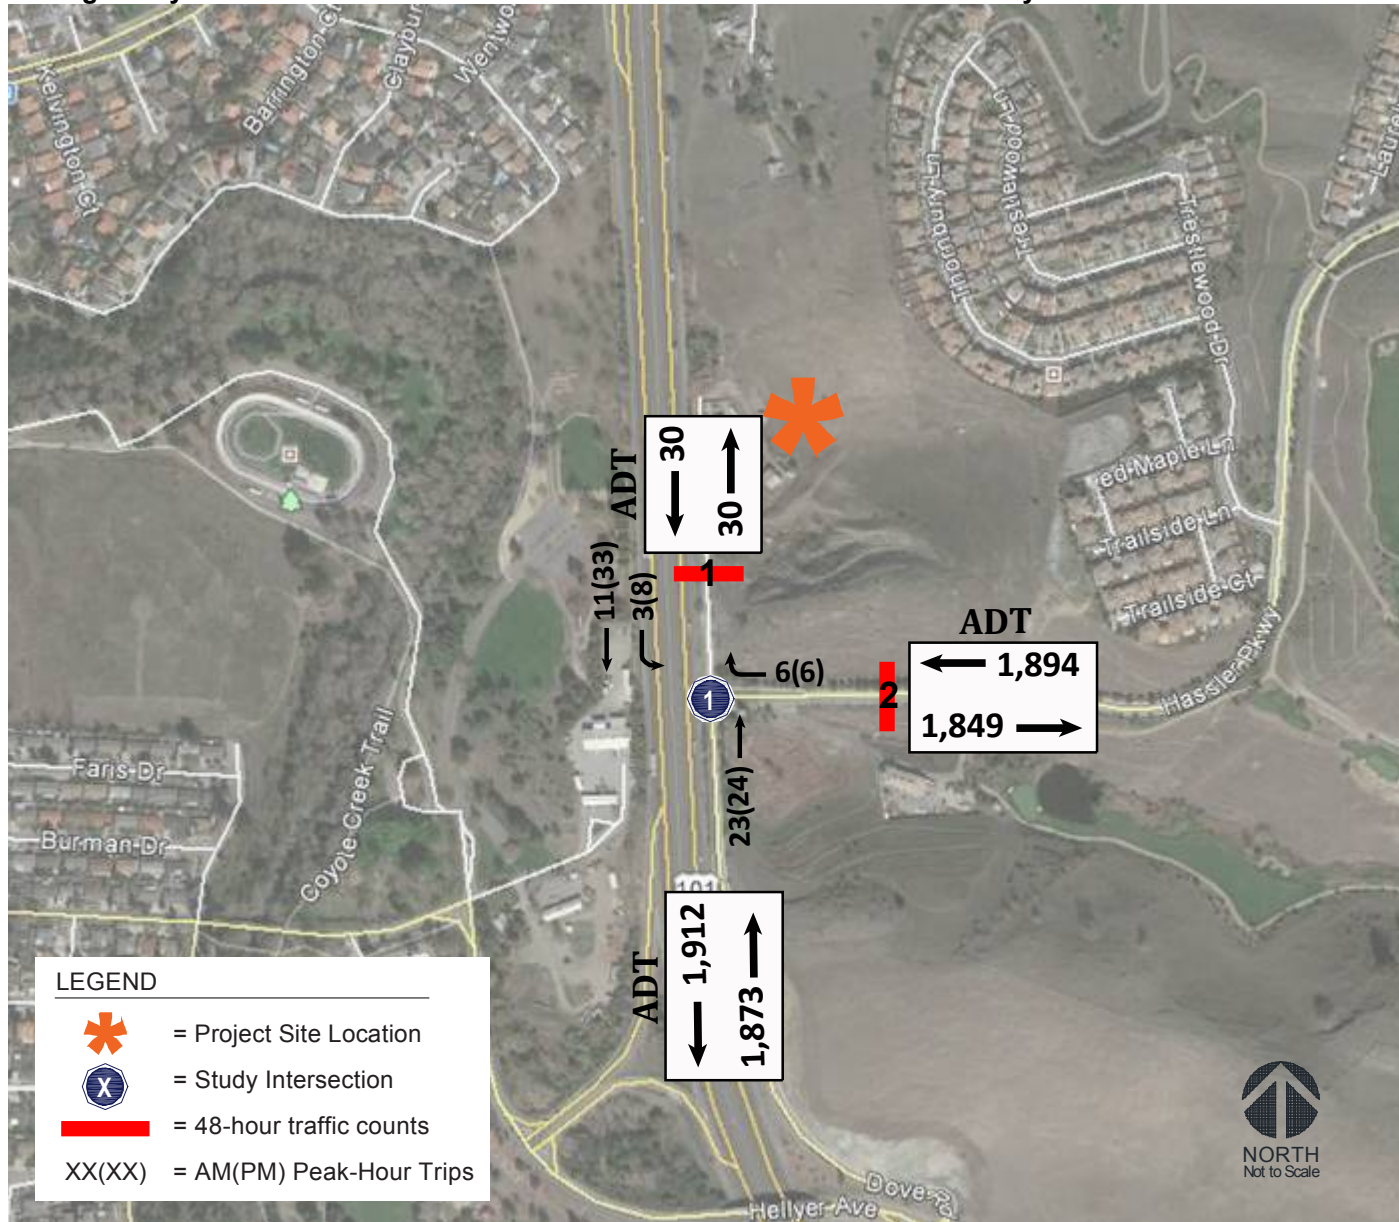 Kelvington Ct
Barrington Ct
Claybur
Wentwo
Thornbury Ln
Trestlewood Ln
Trestlewood Dr
Laurel
ADT
30
30
ed Maple Ln
Trailside Ln
Trailside Ct
11(33)
3(8)
1
ADT
1,894
1,849
6(6)
1
2
Hassler Pkwy
23(24)
Coyote Creek Trail
Faris Dr
Burman Dr
101
ADT
1,912
1,873
LEGEND
= Project Site Location
X = Study Intersection
= 48-hour traffic counts
XX(XX) = AM(PM) Peak-Hour Trips
NORTH
Not to Scale
Dove Rd
Hellyer Ave